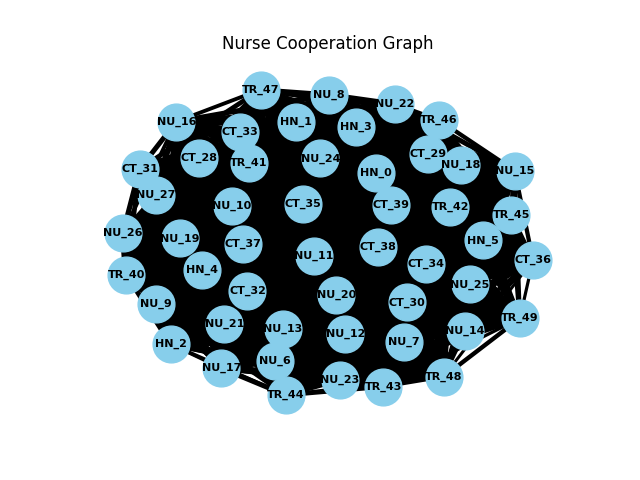 Nurse Cooperation Graph
TR_47
NU_8
NU_22
NU_16
HN_1
HN_3
TR_46
CT_33
CT_28
TR_41
NU_24
CT_29
NU_18
CT_31
NU_15
HN_0
NU_27
NU_10
CT_35
CT_39
TR_42
TR_45
NU_26
NU_19
CT_37
NU_11
CT_38
HN_5
CT_36
TR_40
HN_4
CT_34
NU_25
CT_32
NU_20
CT_30
NU_9
TR_49
NU_21
NU_13
NU_12
NU_7
NU_14
HN_2
NU_17
NU_6
NU_23
TR_43
TR_48
TR_44